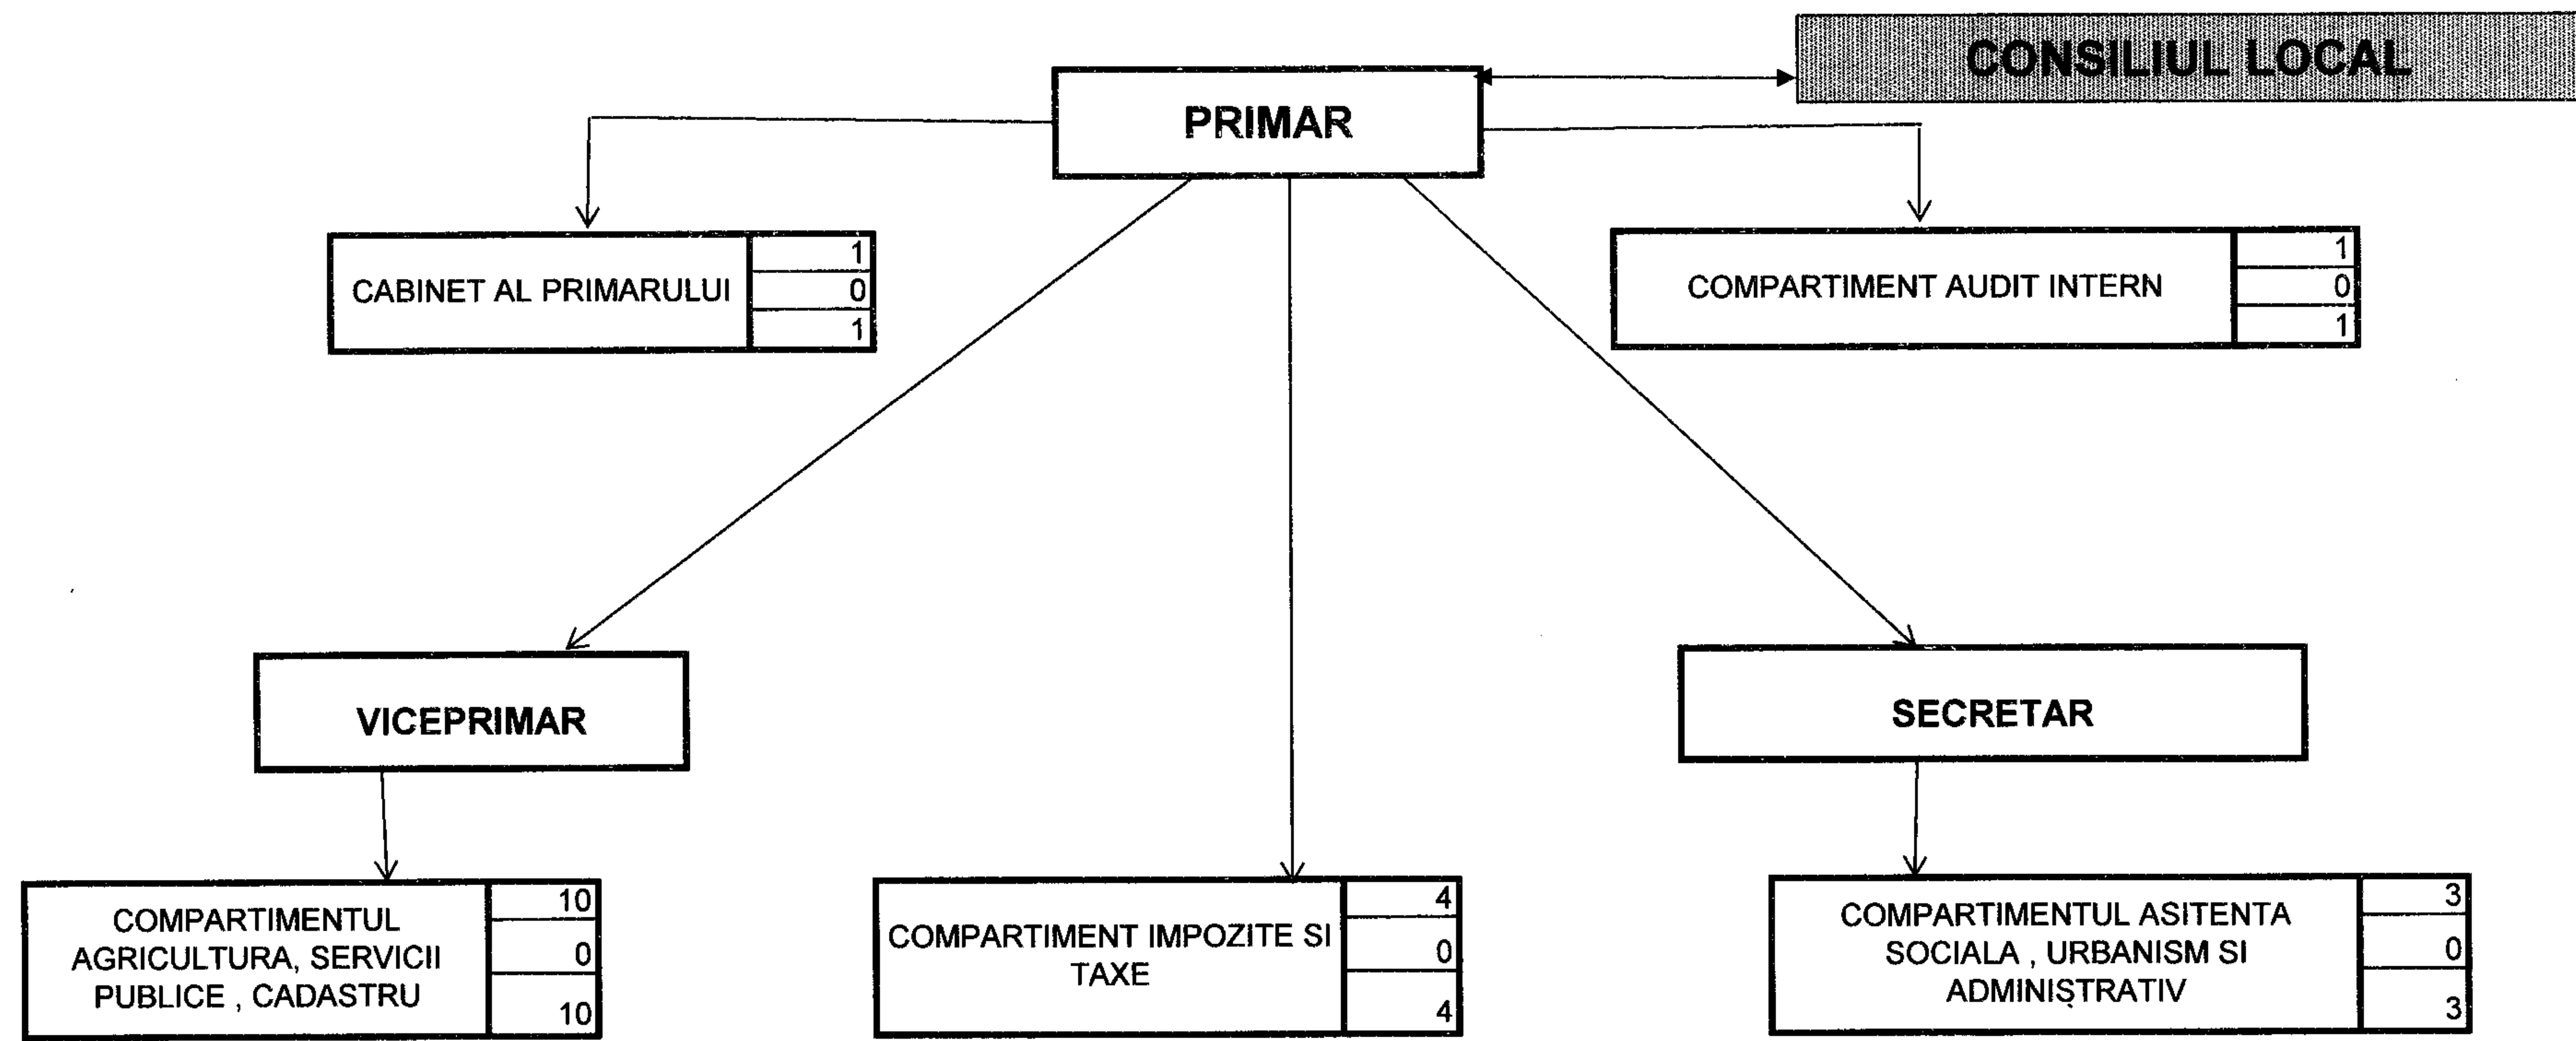 CONSILIUL LOCAL
PRIMAR
CABINET AL PRIMARULUI
1
0
1
COMPARTIMENT AUDIT INTERN
1
0
1
VICEPRIMAR
SECRETAR
COMPARTIMENTUL
AGRICULTURA, SERVICII
PUBLICE , CADASTRU
10
0
10
COMPARTIMENT IMPOZITE SI
TAXE
4
0
4
COMPARTIMENTUL ASITENTA
SOCIALA , URBANISM SI
ADMINISTRATIV
3
0
3